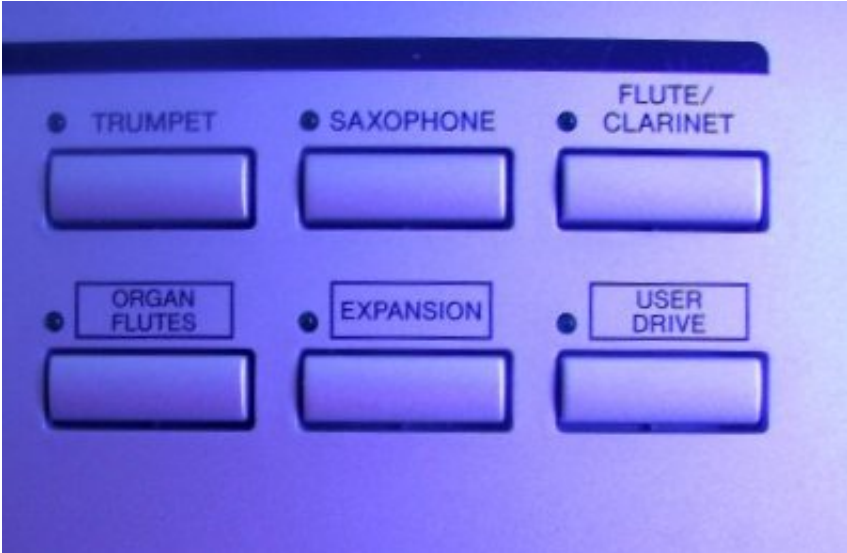 TRUMPET
SAXOPHONE
FLUTE/
CLARINET
ORGAN
FLUTES
EXPANSION
USER
DRIVE